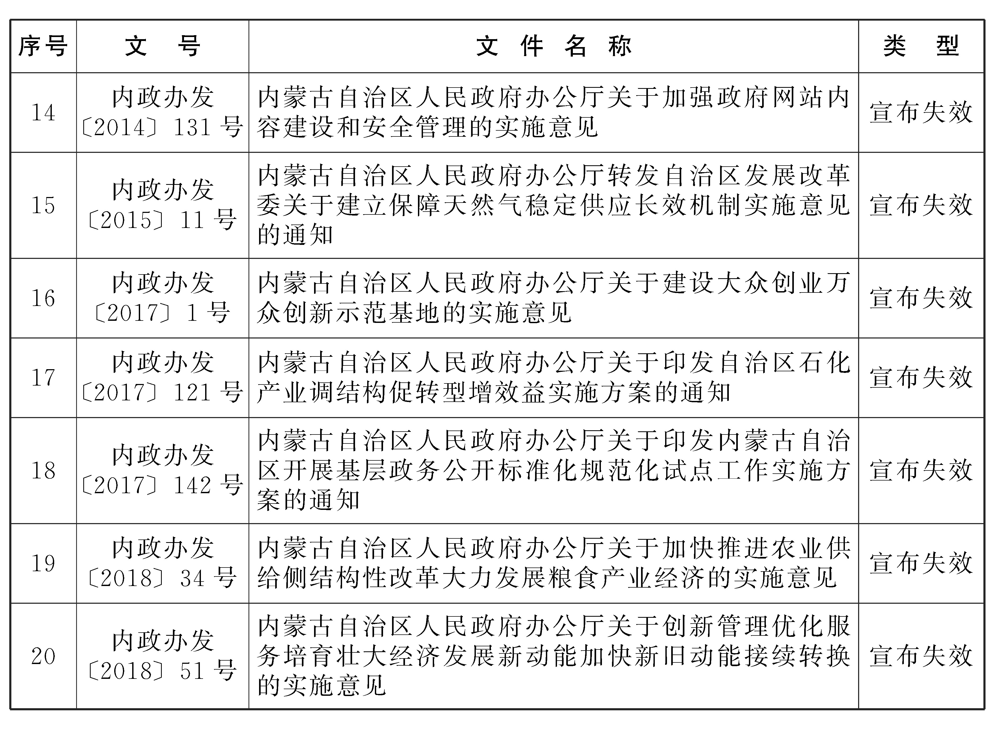 序号 文 号 文 件 名 称 类 型
14
内政办发
〔2014〕131号
内蒙古自治区人民政府办公厅关于加强政府网站内
容建设和安全管理的实施意见
宣布失效
15
内政办发
〔2015〕11号
内蒙古自治区人民政府办公厅转发自治区发展改革
委关于建立保障天然气稳定供应长效机制实施意见
的通知
宣布失效
16
内政办发
〔2017〕1号
内蒙古自治区人民政府办公厅关于建设大众创业万
众创新示范基地的实施意见
宣布失效
17
内政办发
〔2017〕121号
内蒙古自治区人民政府办公厅关于印发自治区石化
产业调结构促转型增效益实施方案的通知
宣布失效
18
内政办发
〔2017〕142号
内蒙古自治区人民政府办公厅关于印发内蒙古自治
区开展基层政务公开标准化规范化试点工作实施方
案的通知
宣布失效
19
内政办发
〔2018〕34号
内蒙古自治区人民政府办公厅关于加快推进农业供
给侧结构性改革大力发展粮食产业经济的实施意见
宣布失效
20
内政办发
〔2018〕51号
内蒙古自治区人民政府办公厅关于创新管理优化服
务培育壮大经济发展新动能加快新旧动能接续转换
的实施意见
宣布失效